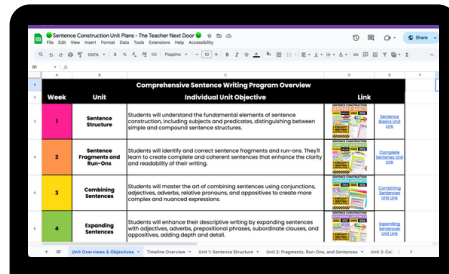 Sentence Construction Unit Plans - The Teacher Next Door
File Edit View Insert Format Data Tools Extensions Help Accessibility
Share
100% Poppins 12
A B C D E F
Comprehensive Sentence Writing Program Overview
Week Unit Individual Unit Objective Link
1 Sentence Structure Students will understand the fundamental elements of sentence construction, including subjects and predicates, distinguishing between simple and compound sentence structures. Sentence Basics Unit Link
2 Sentence Fragments and Run-Ons Students will identify and correct sentence fragments and run-ons. They'll learn to create complete and coherent sentences that enhance the clarity and readability of their writing. Complete Sentences Unit Link
3 Combining Sentences Students will master the art of combining sentences using conjunctions, adjectives, adverbs, relative pronouns, and appositives to create more complex and nuanced expressions. Combining Sentences Unit Link
4 Expanding Sentences Students will enhance their descriptive writing by expanding sentences with adjectives, adverbs, prepositional phrases, subordinate clauses, and appositives, adding depth and detail. Expanding Sentences Unit Link
Unit Overviews & Objectives Timeline Overview Unit 1: Sentence Structure Unit 2: Fragments, Run-Ons, and Sentences Unit 3: Co